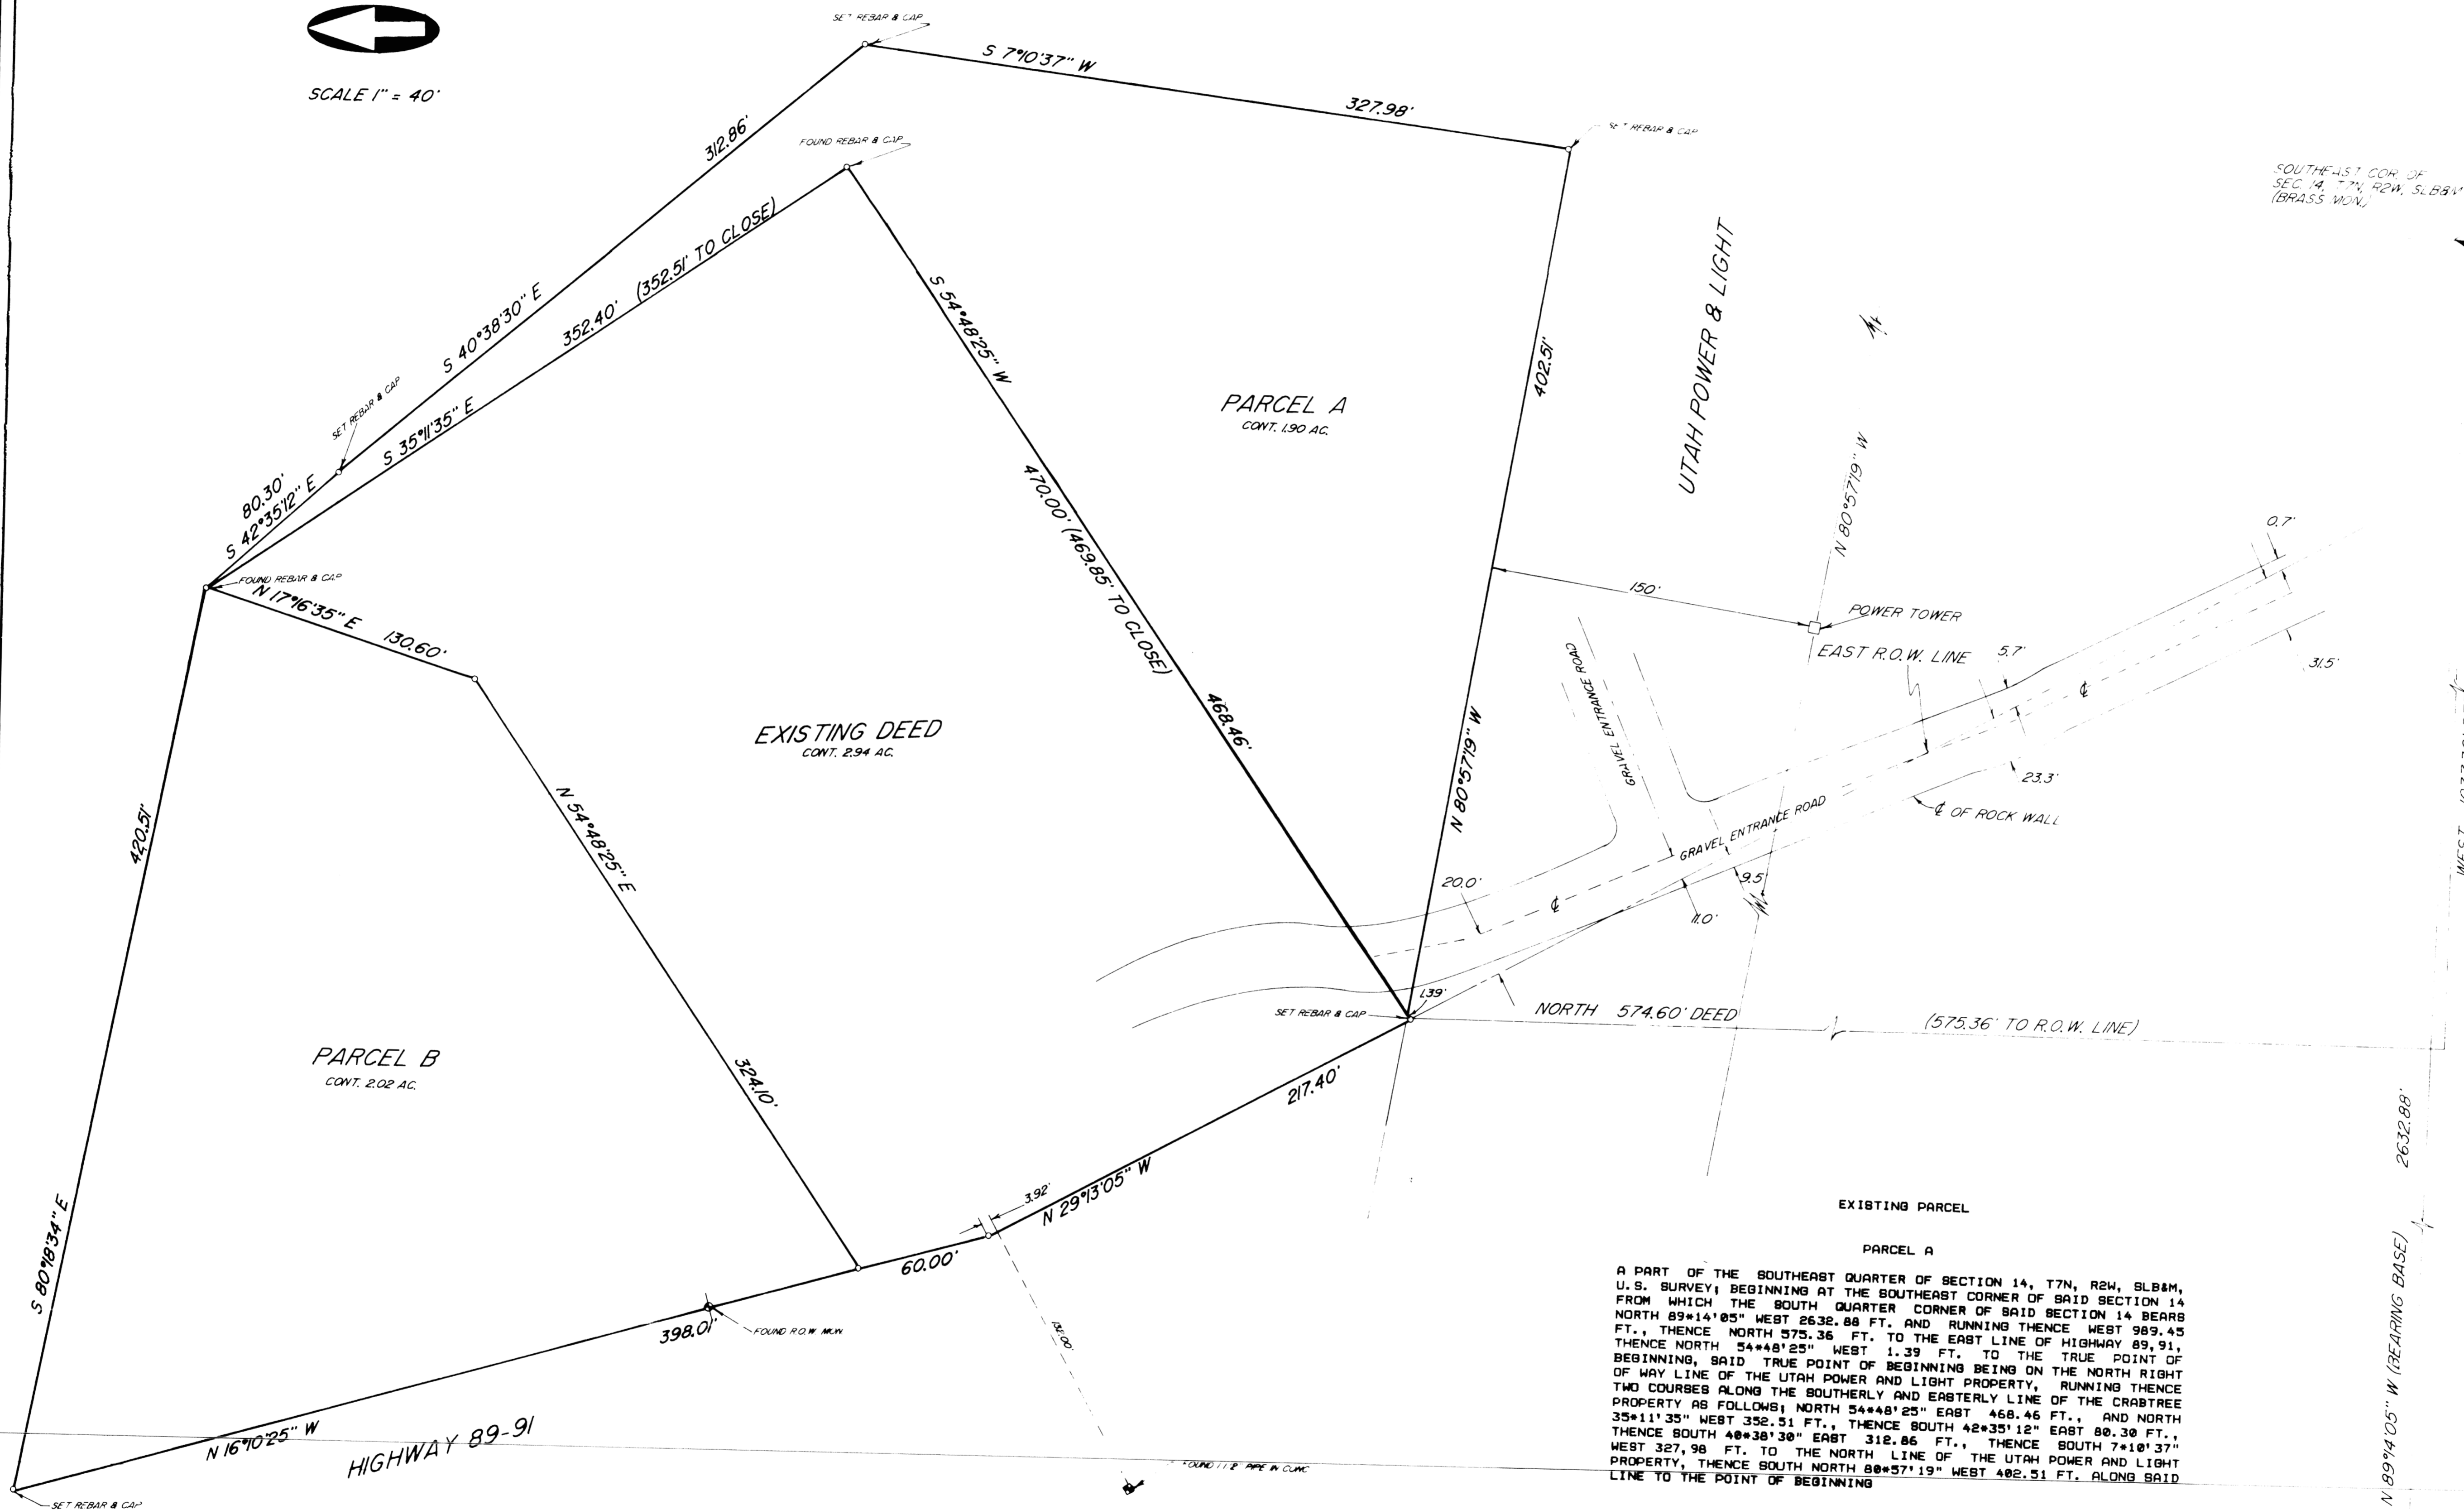 SCALE 1" = 40'
SET REBAR & CAP
S 7°10'37" W
327.98'
SET REBAR & CAP
312.86'
FOUND REBAR & CAP
SOUTHEAST COR. OF
SEC. 14, T7N, R2W, SLB&M
(BRASS MON.)
S 40°38'30" E
352.40' (352.51' TO CLOSE)
S 35°11'35" E
SET REBAR & CAP
80.30'
S 42°35'12" E
S 54°48'25" W
470.00' (469.85' TO CLOSE)
468.46'
PARCEL A
CONT. 1.90 AC.
402.51'
N 80°57'19" W
UTAH POWER & LIGHT
N 80°57'19" W
150'
POWER TOWER
EAST R.O.W. LINE
5.7'
0.7'
31.5'
23.3'
℄
℄ OF ROCK WALL
GRAVEL ENTRANCE ROAD
GRAVEL ENTRANCE ROAD
9.5'
11.0'
20.0'
℄
FOUND REBAR & CAP
N 17°16'35" E 130.60'
EXISTING DEED
CONT. 2.94 AC.
N 54°48'25" E
324.10'
420.51'
S 80°18'34" E
PARCEL B
CONT. 2.02 AC.
1.39'
SET REBAR & CAP
NORTH 574.60' DEED
(575.36' TO R.O.W. LINE)
217.40'
N 29°13'05" W
3.92'
60.00'
398.01'
FOUND R.O.W. MON.
N 16°10'25" W
HIGHWAY 89-91
SET REBAR & CAP
PIPE IN CONC
WEST
2632.88'
N 89°14'05" W (BEARING BASE)
EXISTING PARCEL
PARCEL A
A PART OF THE SOUTHEAST QUARTER OF SECTION 14, T7N, R2W, SLB&M,
U.S. SURVEY; BEGINNING AT THE SOUTHEAST CORNER OF SAID SECTION 14
FROM WHICH THE SOUTH QUARTER CORNER OF SAID SECTION 14 BEARS
NORTH 89*14'05" WEST 2632.88 FT. AND RUNNING THENCE WEST 989.45
FT., THENCE NORTH 575.36 FT. TO THE EAST LINE OF HIGHWAY 89,91,
THENCE NORTH 54*48'25" WEST 1.39 FT. TO THE TRUE POINT OF
BEGINNING, SAID TRUE POINT OF BEGINNING BEING ON THE NORTH RIGHT
OF WAY LINE OF THE UTAH POWER AND LIGHT PROPERTY, RUNNING THENCE
TWO COURSES ALONG THE SOUTHERLY AND EASTERLY LINE OF THE CRABTREE
PROPERTY AS FOLLOWS; NORTH 54*48'25" EAST 468.46 FT., AND NORTH
35*11'35" WEST 352.51 FT., THENCE SOUTH 42*35'12" EAST 80.30 FT.,
THENCE SOUTH 40*38'30" EAST 312.86 FT., THENCE SOUTH 7*10'37"
WEST 327,98 FT. TO THE NORTH LINE OF THE UTAH POWER AND LIGHT
PROPERTY, THENCE SOUTH NORTH 80*57'19" WEST 402.51 FT. ALONG SAID
LINE TO THE POINT OF BEGINNING